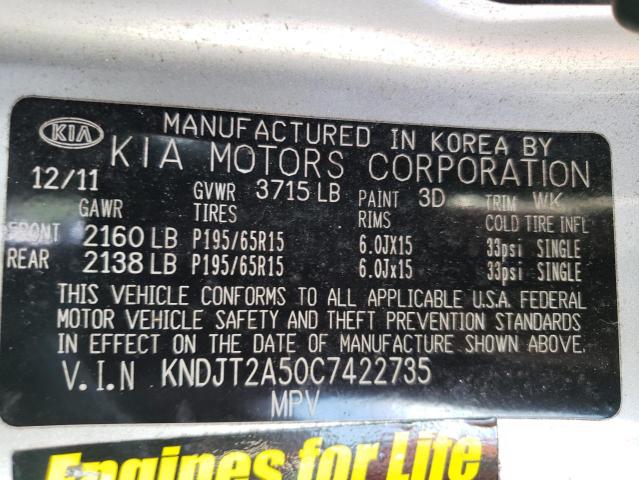 KIA
MANUFACTURED IN KOREA BY
KIA MOTORS CORPORATION
12/11 GVWR 3715 LB PAINT 3D TRIM WK
GAWR TIRES RIMS COLD TIRE INFL
FRONT 2160 LB P195/65R15 6.0JX15 33psi SINGLE
REAR 2138 LB P195/65R15 6.0Jx15 33psi SINGLE
THIS VEHICLE CONFORMS TO ALL APPLICABLE U.S.A. FEDERAL
MOTOR VEHICLE SAFETY AND THEFT PREVENTION STANDARDS
IN EFFECT ON THE DATE OF MANUFACTURE SHOWN ABOVE.
V.I.N KNDJT2A50C7422735
MPV
Engines for Life